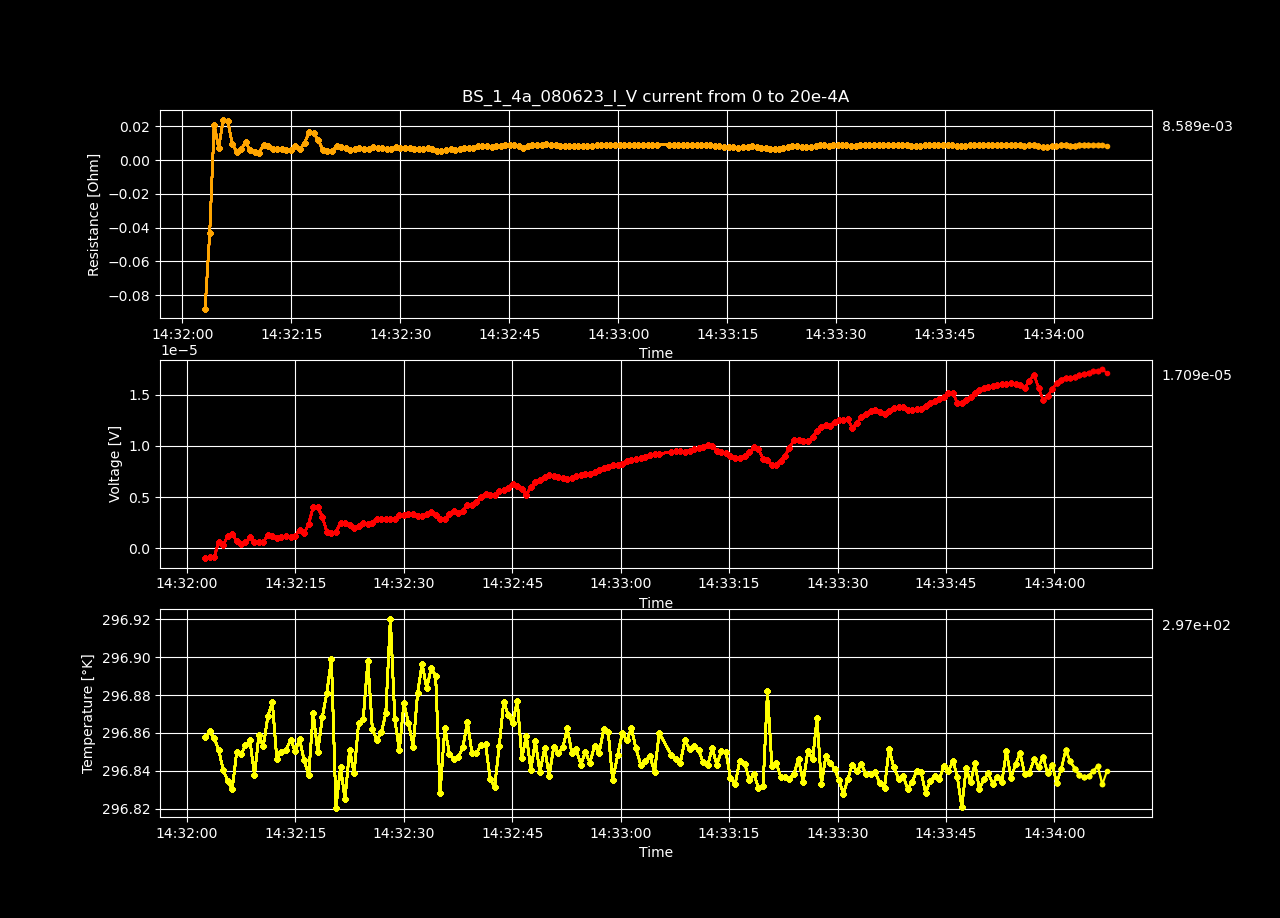 BS_1_4a_080623_I_V current from 0 to 20e-4A
8.589e-03
Resistance [Ohm]
0.02
0.00
−0.02
−0.04
−0.06
−0.08
14:32:00 14:32:15 14:32:30 14:32:45 14:33:00 14:33:15 14:33:30 14:33:45 14:34:00
Time
1e−5
1.709e-05
Voltage [V]
1.5
1.0
0.5
0.0
14:32:00 14:32:15 14:32:30 14:32:45 14:33:00 14:33:15 14:33:30 14:33:45 14:34:00
Time
2.97e+02
Temperature [°K]
296.92
296.90
296.88
296.86
296.84
296.82
14:32:00 14:32:15 14:32:30 14:32:45 14:33:00 14:33:15 14:33:30 14:33:45 14:34:00
Time